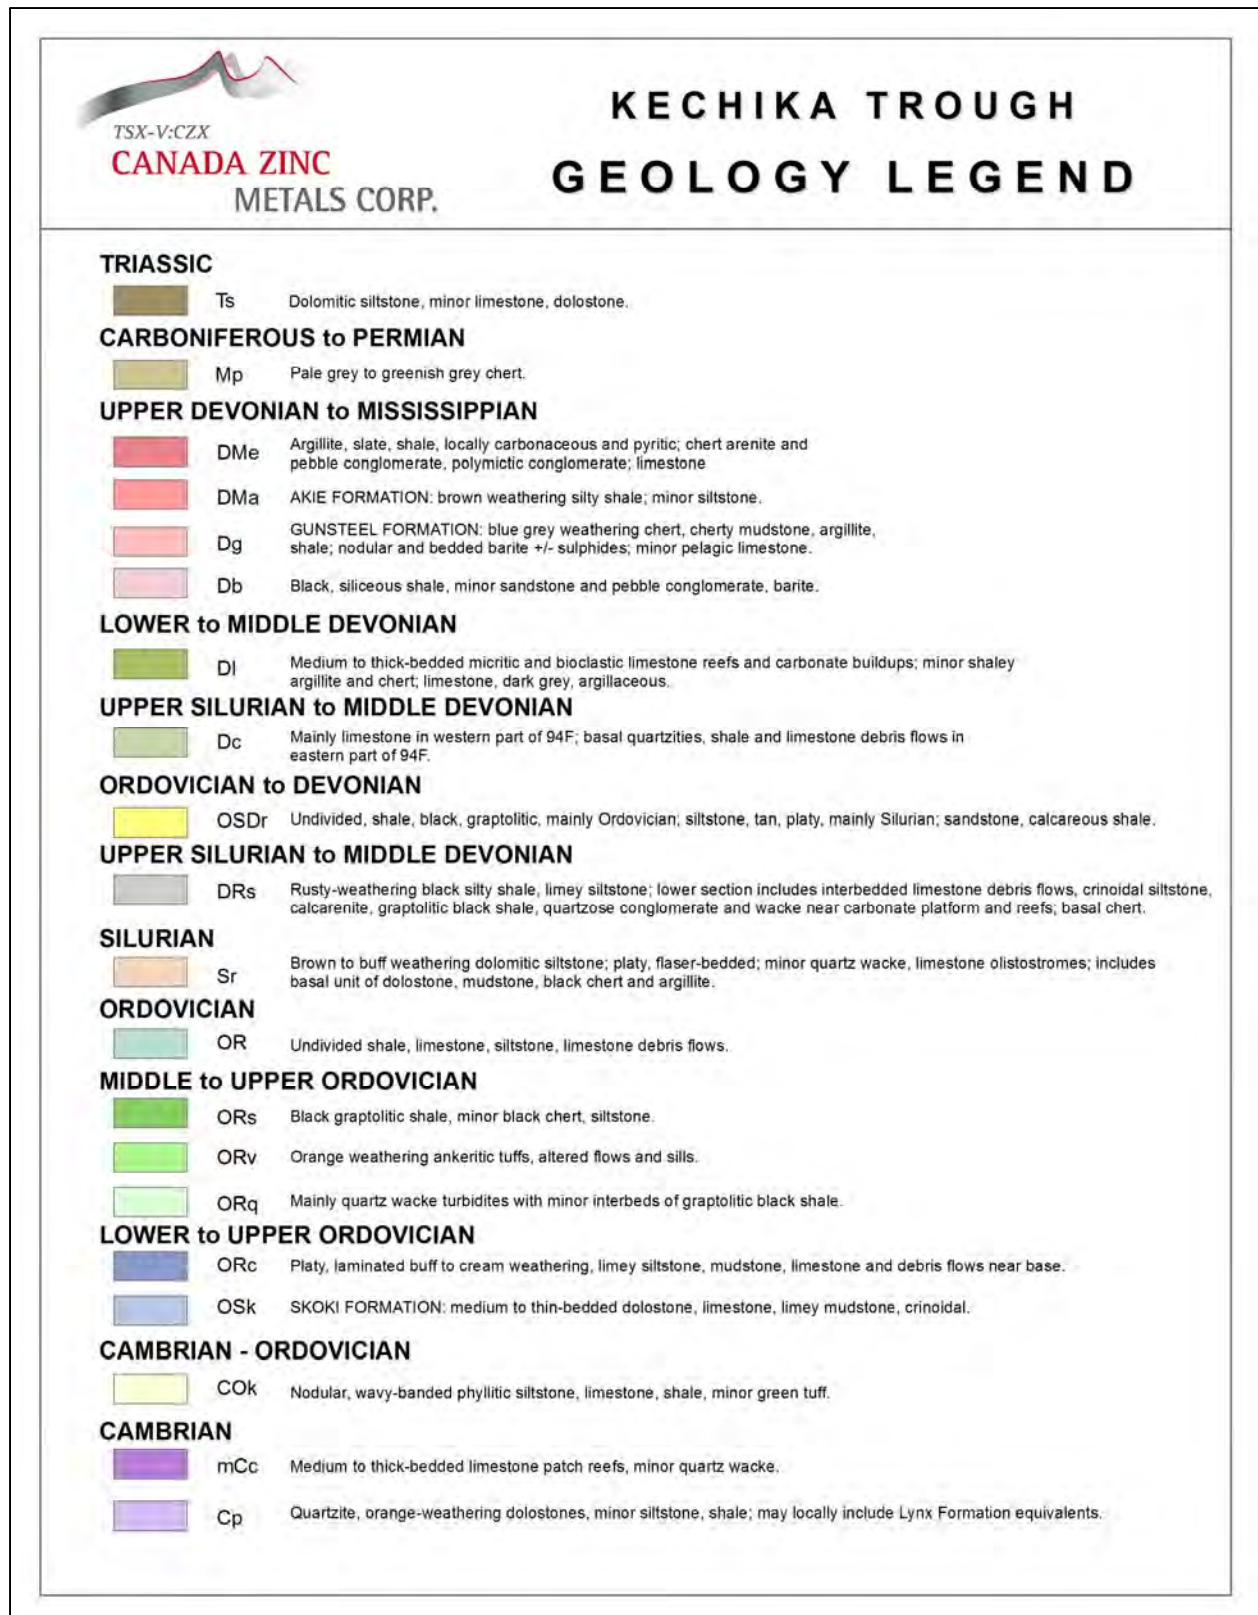 TSX-V:CZX
CANADA ZINC
METALS CORP.
KECHIKA TROUGH
GEOLOGY LEGEND
TRIASSIC
Ts Dolomitic siltstone, minor limestone, dolostone.
CARBONIFEROUS to PERMIAN
Mp Pale grey to greenish grey chert.
UPPER DEVONIAN to MISSISSIPPIAN
DMe Argillite, slate, shale, locally carbonaceous and pyritic; chert arenite and
pebble conglomerate, polymictic conglomerate; limestone
DMa AKIE FORMATION: brown weathering silty shale; minor siltstone.
Dg GUNSTEEL FORMATION: blue grey weathering chert, cherty mudstone, argillite,
shale; nodular and bedded barite +/- sulphides; minor pelagic limestone.
Db Black, siliceous shale, minor sandstone and pebble conglomerate, barite.
LOWER to MIDDLE DEVONIAN
Dl Medium to thick-bedded micritic and bioclastic limestone reefs and carbonate buildups; minor shaley
argillite and chert; limestone, dark grey, argillaceous.
UPPER SILURIAN to MIDDLE DEVONIAN
Dc Mainly limestone in western part of 94F; basal quartzities, shale and limestone debris flows in
eastern part of 94F.
ORDOVICIAN to DEVONIAN
OSDr Undivided, shale, black, graptolitic, mainly Ordovician; siltstone, tan, platy, mainly Silurian; sandstone, calcareous shale.
UPPER SILURIAN to MIDDLE DEVONIAN
DRs Rusty-weathering black silty shale, limey siltstone; lower section includes interbedded limestone debris flows, crinoidal siltstone,
calcarenite, graptolitic black shale, quartzose conglomerate and wacke near carbonate platform and reefs; basal chert.
SILURIAN
Sr Brown to buff weathering dolomitic siltstone; platy, flaser-bedded; minor quartz wacke, limestone olistostromes; includes
basal unit of dolostone, mudstone, black chert and argillite.
ORDOVICIAN
OR Undivided shale, limestone, siltstone, limestone debris flows.
MIDDLE to UPPER ORDOVICIAN
ORs Black graptolitic shale, minor black chert, siltstone.
ORv Orange weathering ankeritic tuffs, altered flows and sills.
ORq Mainly quartz wacke turbidites with minor interbeds of graptolitic black shale.
LOWER to UPPER ORDOVICIAN
ORc Platy, laminated buff to cream weathering, limey siltstone, mudstone, limestone and debris flows near base.
OSk SKOKI FORMATION: medium to thin-bedded dolostone, limestone, limey mudstone, crinoidal.
CAMBRIAN - ORDOVICIAN
COk Nodular, wavy-banded phyllitic siltstone, limestone, shale, minor green tuff.
CAMBRIAN
mCc Medium to thick-bedded limestone patch reefs, minor quartz wacke.
Cp Quartzite, orange-weathering dolostones, minor siltstone, shale; may locally include Lynx Formation equivalents.